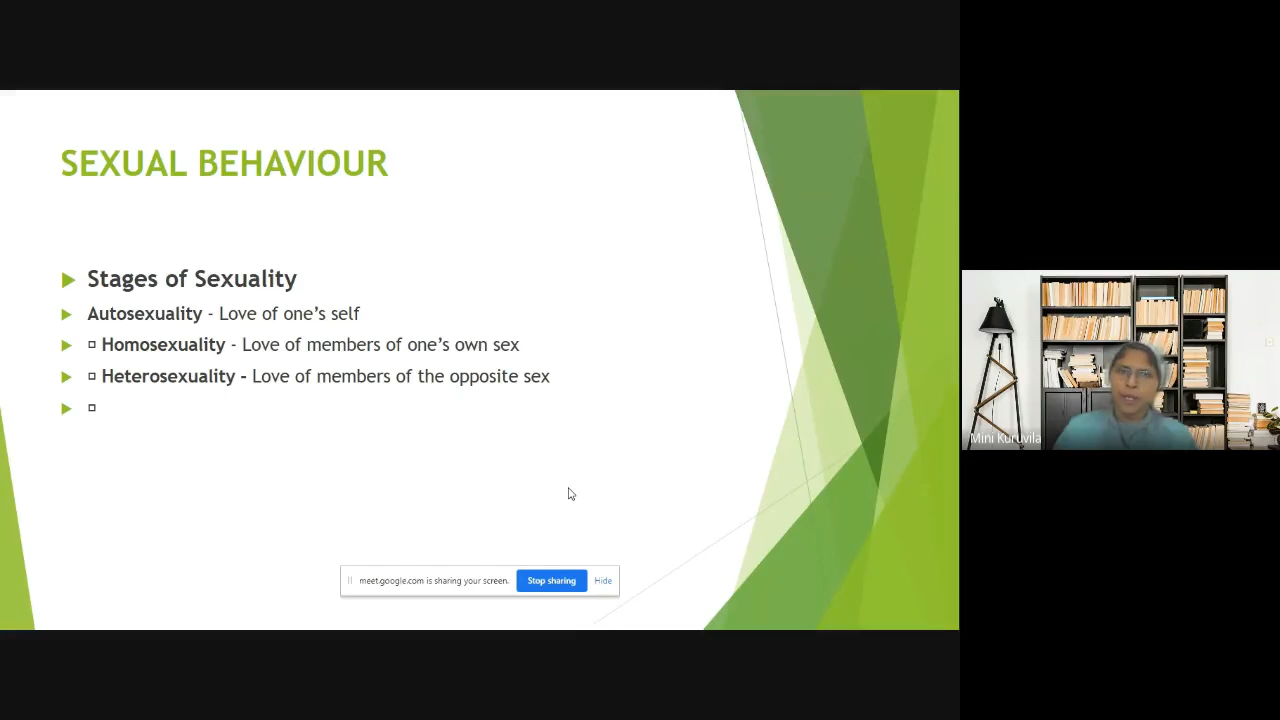 SEXUAL BEHAVIOUR
Stages of Sexuality
Autosexuality - Love of one’s self
Homosexuality - Love of members of one’s own sex
Heterosexuality - Love of members of the opposite sex
meet.google.com is sharing your screen.
Stop sharing
Hide
Mini Kuruvila